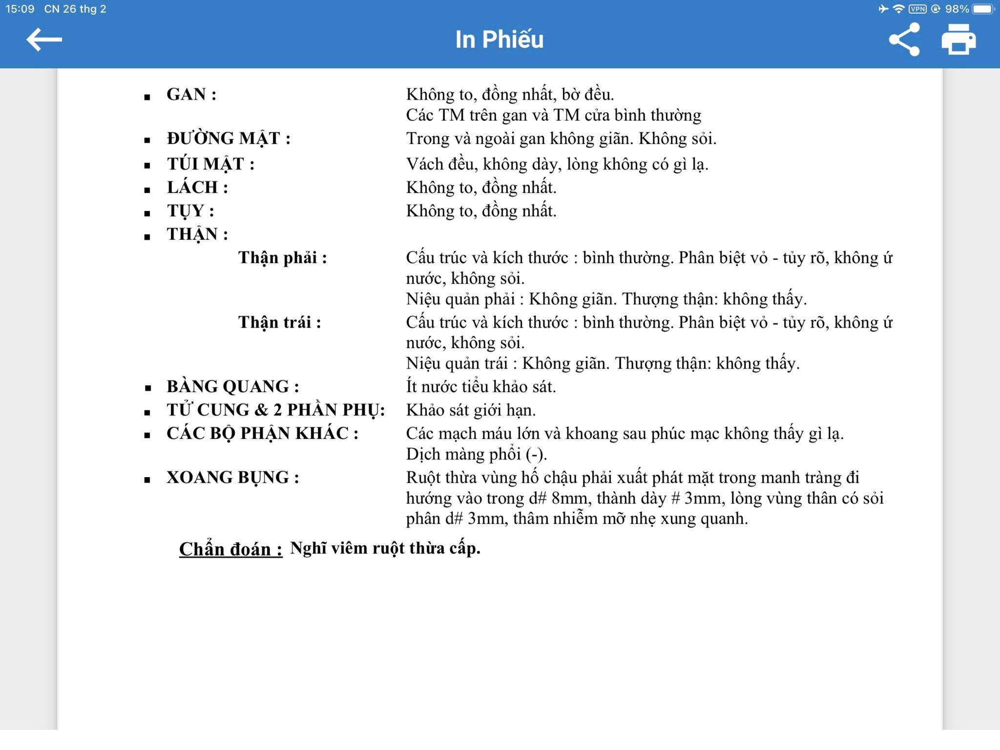 15:09 CN 26 thg 2
VPN 98%
In Phiếu
▪ GAN : Không to, đồng nhất, bờ đều.
Các TM trên gan và TM cửa bình thường
▪ ĐƯỜNG MẬT : Trong và ngoài gan không giãn. Không sỏi.
▪ TÚI MẬT : Vách đều, không dày, lòng không có gì lạ.
▪ LÁCH : Không to, đồng nhất.
▪ TỤY : Không to, đồng nhất.
▪ THẬN :
Thận phải : Cấu trúc và kích thước : bình thường. Phân biệt vỏ - tủy rõ, không ứ
nước, không sỏi.
Niệu quản phải : Không giãn. Thượng thận: không thấy.
Thận trái : Cấu trúc và kích thước : bình thường. Phân biệt vỏ - tủy rõ, không ứ
nước, không sỏi.
Niệu quản trái : Không giãn. Thượng thận: không thấy.
▪ BÀNG QUANG : Ít nước tiểu khảo sát.
▪ TỬ CUNG & 2 PHẦN PHỤ: Khảo sát giới hạn.
▪ CÁC BỘ PHẬN KHÁC : Các mạch máu lớn và khoang sau phúc mạc không thấy gì lạ.
Dịch màng phổi (-).
▪ XOANG BỤNG : Ruột thừa vùng hố chậu phải xuất phát mặt trong manh tràng đi
hướng vào trong d# 8mm, thành dày # 3mm, lòng vùng thân có sỏi
phân d# 3mm, thâm nhiễm mỡ nhẹ xung quanh.
Chẩn đoán : Nghĩ viêm ruột thừa cấp.